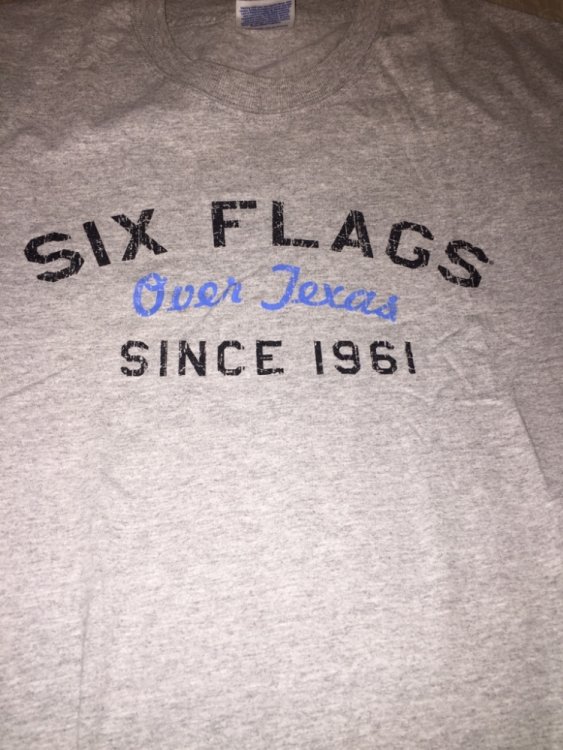 SIX FLAGS
Over Texas
SINCE 1961